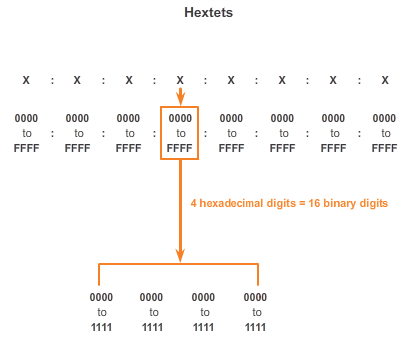 Hextets
X : X : X : X : X : X : X : X
0000 0000 0000 0000 0000 0000 0000 0000
to : to : to : to : to : to : to : to
FFFF FFFF FFFF FFFF FFFF FFFF FFFF FFFF
4 hexadecimal digits = 16 binary digits
0000 0000 0000 0000
to to to to
1111 1111 1111 1111